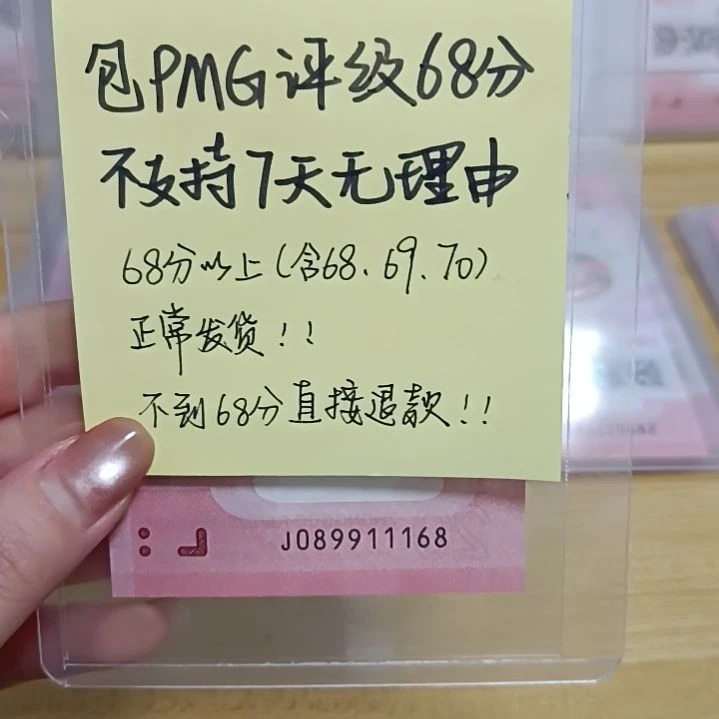 包PMG评级68分
不支持7天无理由
68分以上(含68、69、70)
正常发货!!
不到68分直接退款!!
J089911168